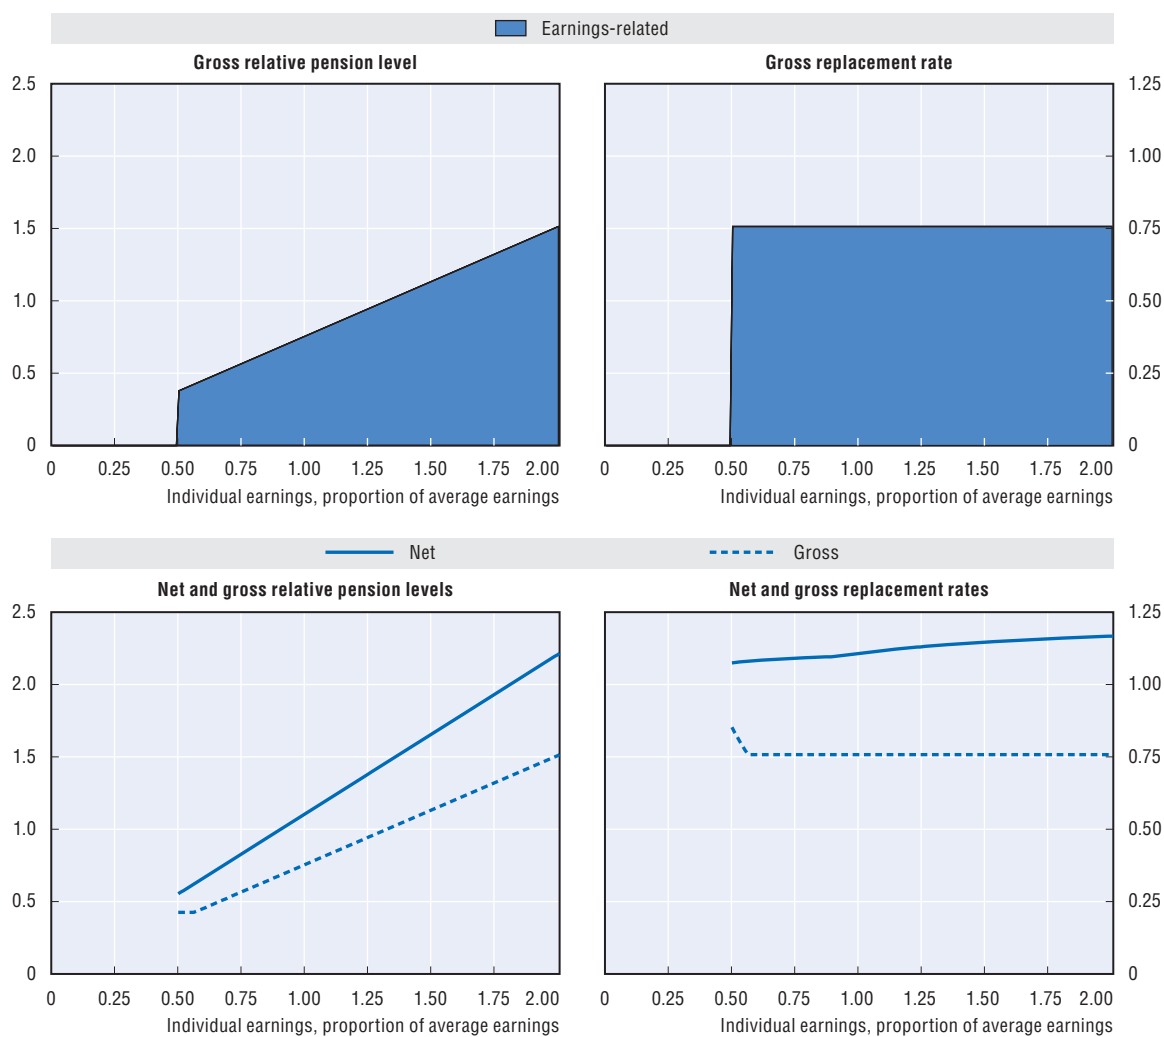 Earnings-related
Gross relative pension level
2.5
2.0
1.5
1.0
0.5
0
0 0.25 0.50 0.75 1.00 1.25 1.50 1.75 2.00
Individual earnings, proportion of average earnings
Gross replacement rate
1.25
1.00
0.75
0.50
0.25
0
0 0.25 0.50 0.75 1.00 1.25 1.50 1.75 2.00
Individual earnings, proportion of average earnings
Net Gross
Net and gross relative pension levels
2.5
2.0
1.5
1.0
0.5
0
0 0.25 0.50 0.75 1.00 1.25 1.50 1.75 2.00
Individual earnings, proportion of average earnings
Net and gross replacement rates
1.25
1.00
0.75
0.50
0.25
0
0 0.25 0.50 0.75 1.00 1.25 1.50 1.75 2.00
Individual earnings, proportion of average earnings